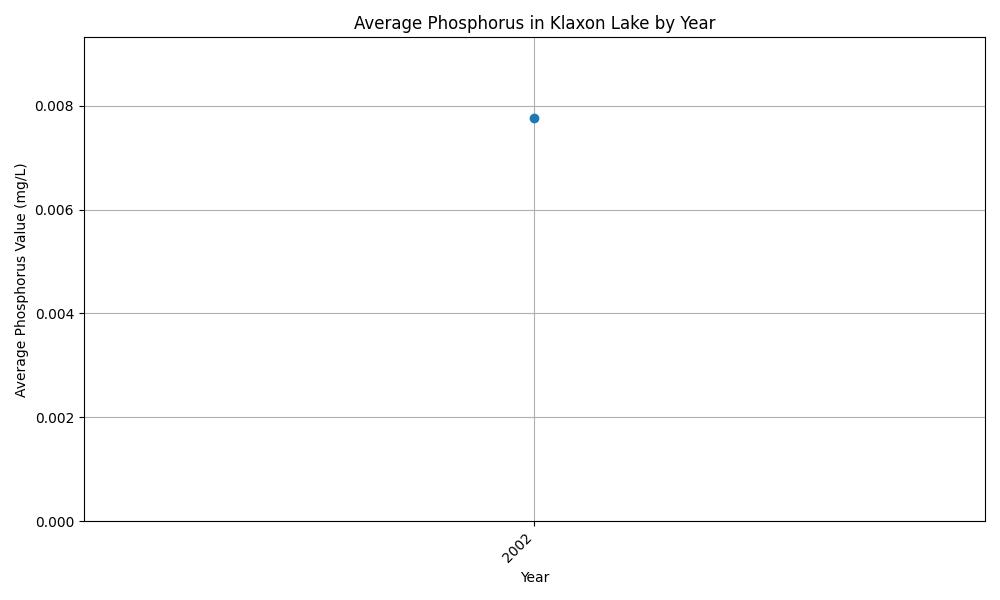 Average Phosphorus in Klaxon Lake by Year
Average Phosphorus Value (mg/L)
0.008
0.006
0.004
0.002
0.000
2002
Year